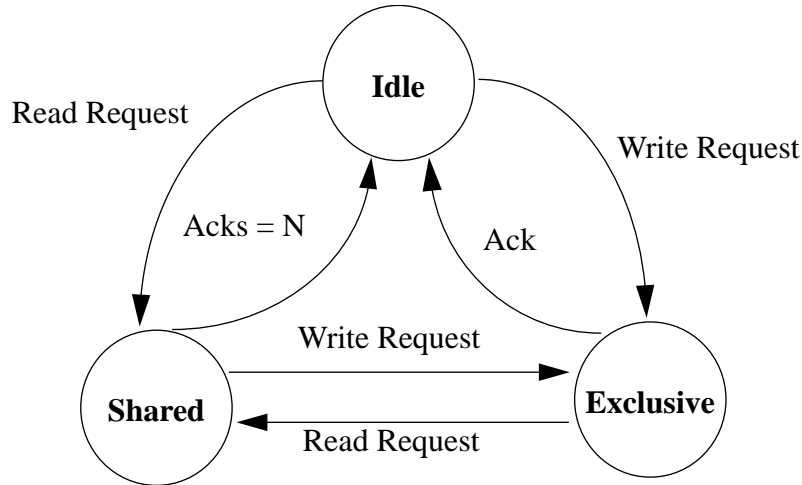 Idle
Read Request
Write Request
Acks = N
Ack
Write Request
Shared
Exclusive
Read Request